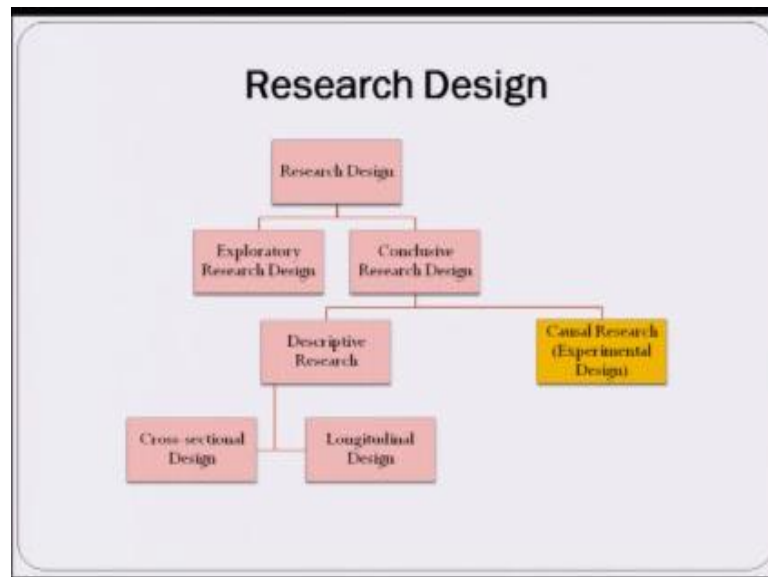 Research Design
Research Design
Exploratory
Research Design
Conclusive
Research Design
Descriptive
Research
Causal Research
(Experimental
Design)
Cross-sectional
Design
Longitudinal
Design